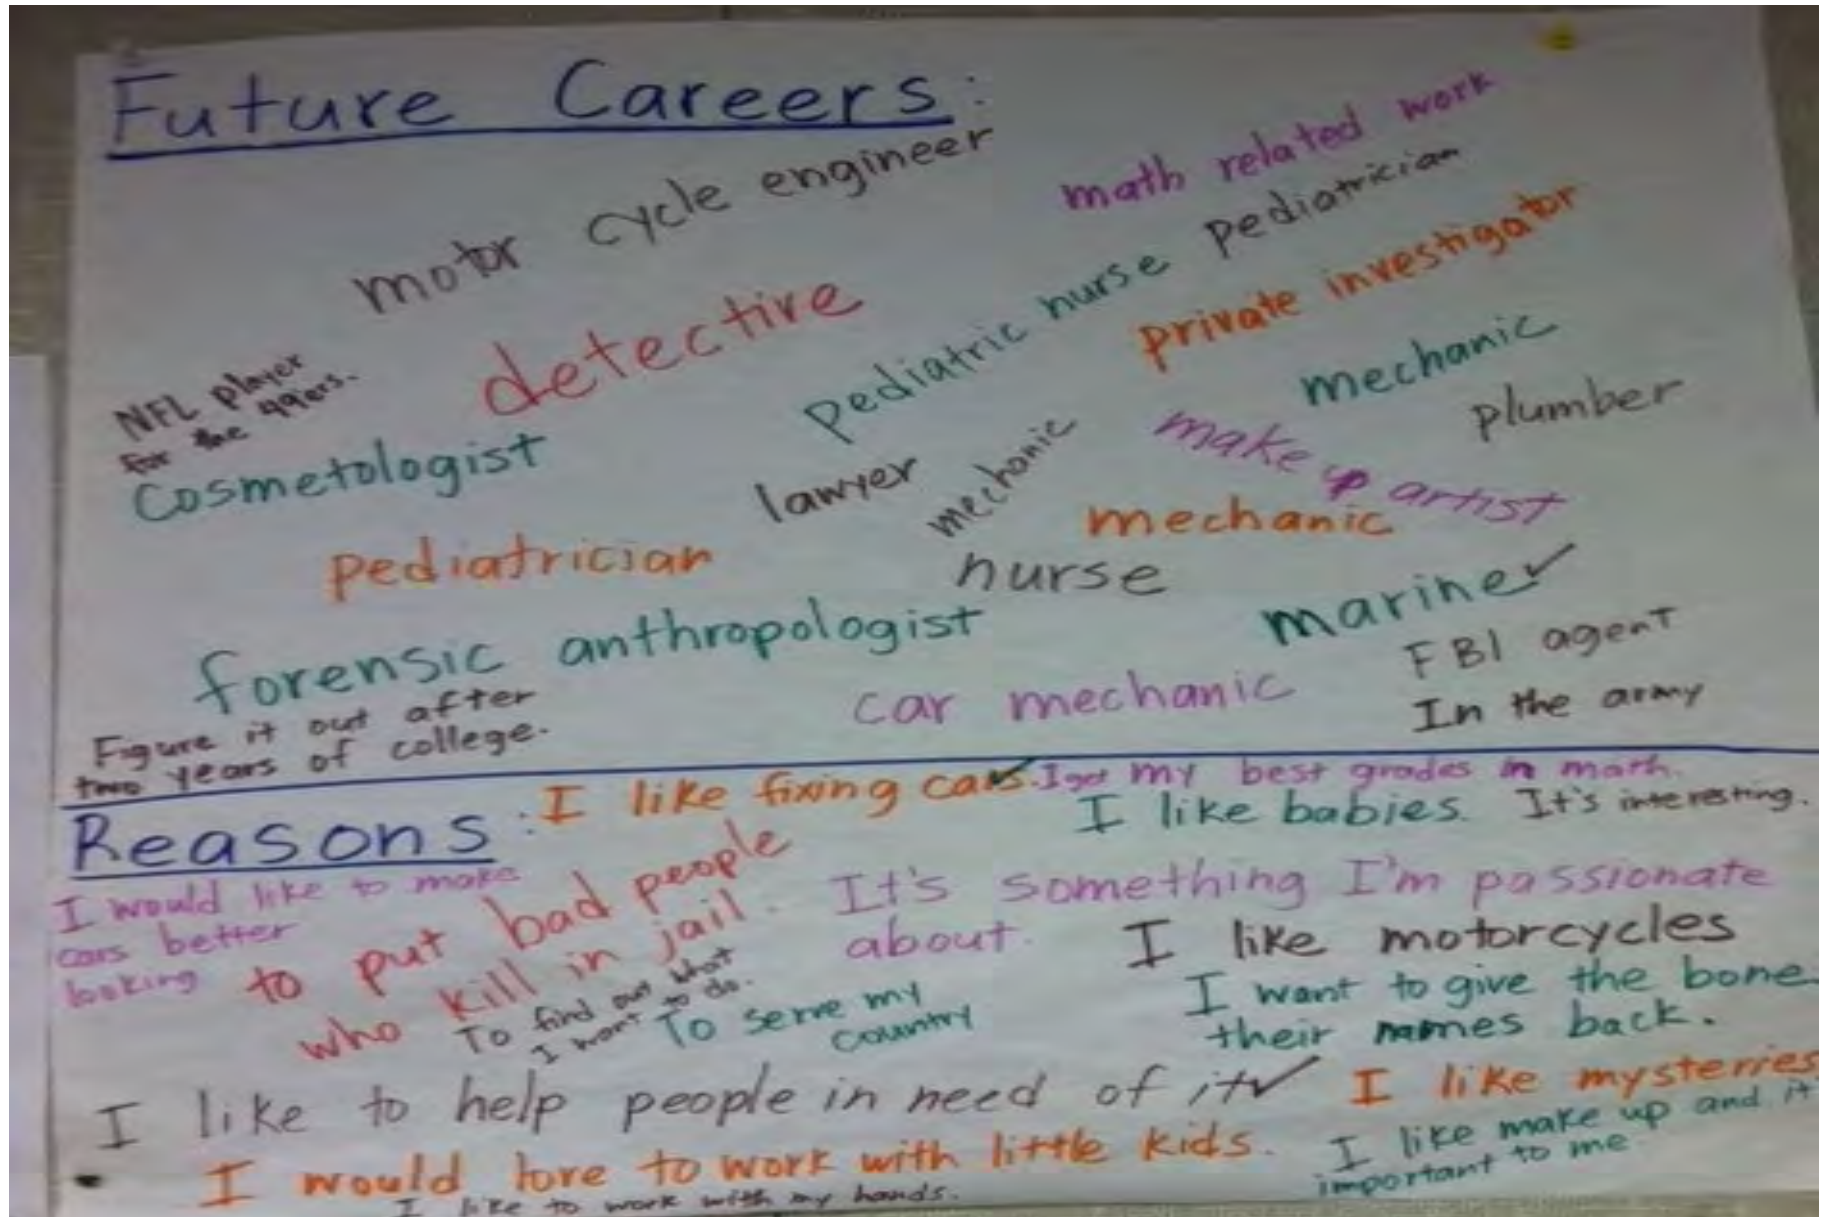 Future Careers:
motor cycle engineer
math related work
pediatric nurse pediatrician
private investigator
detective
mechanic
plumber
NFL player
for the 49ers.
Cosmetologist
lawyer
mechanic
make up artist
mechanic
pediatrician
nurse
marine ✓
forensic anthropologist
FBI agent
car mechanic
In the army
Figure it out after
two years of college.
Reasons:
I like fixing cars.
I get my best grades in math.
I like babies.
It's interesting.
I would like to make
cars better
looking
to put bad people
who kill in jail.
It's something I'm passionate
about.
I like motorcycles
To find out what
I want to do.
To serve my
country
I want to give the bone
their names back.
I like to help people in need of it ✓
I like mysterries
I would love to work with little kids.
I like make up and it
important to me
I like to work with my hands.